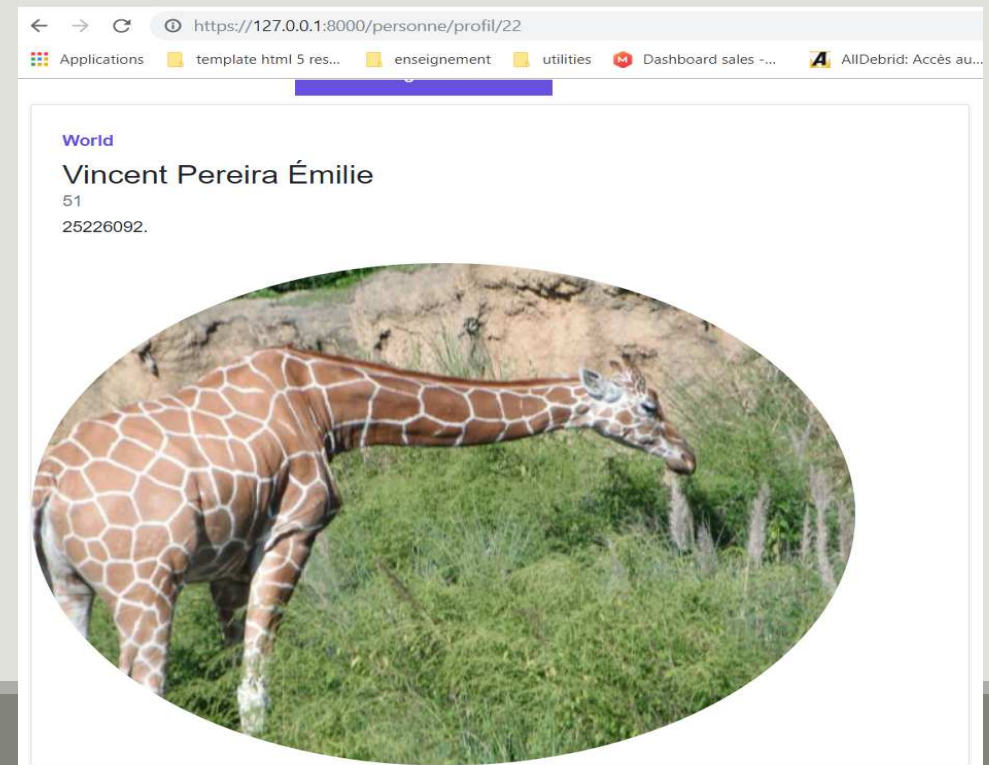 https://127.0.0.1:8000/personne/profil/22
Applications template html 5 res... enseignement utilities Dashboard sales -... AllDebrid: Accès au...
World
Vincent Pereira Émilie
51
25226092.